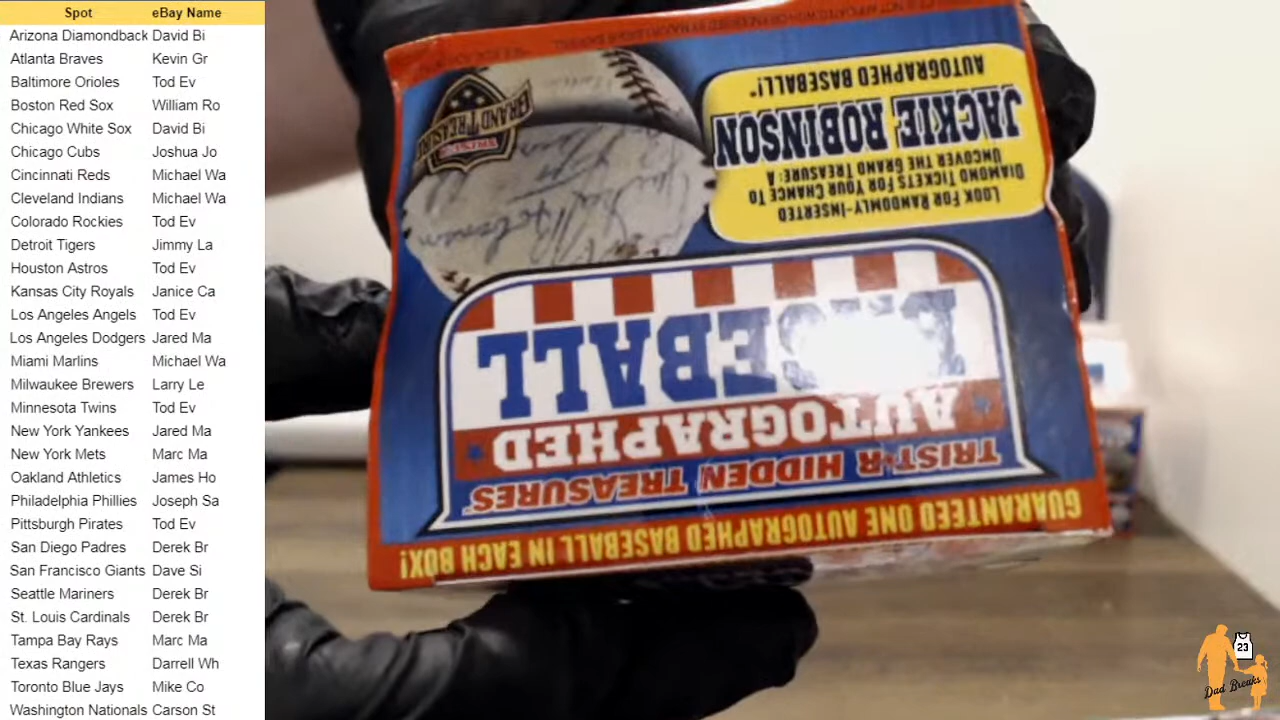 Spot eBay Name
Arizona Diamondback David Bi
Atlanta Braves Kevin Gr
Baltimore Orioles Tod Ev
Boston Red Sox William Ro
Chicago White Sox David Bi
Chicago Cubs Joshua Jo
Cincinnati Reds Michael Wa
Cleveland Indians Michael Wa
Colorado Rockies Tod Ev
Detroit Tigers Jimmy La
Houston Astros Tod Ev
Kansas City Royals Janice Ca
Los Angeles Angels Tod Ev
Los Angeles Dodgers Jared Ma
Miami Marlins Michael Wa
Milwaukee Brewers Larry Le
Minnesota Twins Tod Ev
New York Yankees Jared Ma
New York Mets Marc Ma
Oakland Athletics James Ho
Philadelphia Phillies Joseph Sa
Pittsburgh Pirates Tod Ev
San Diego Padres Derek Br
San Francisco Giants Dave Si
Seattle Mariners Derek Br
St. Louis Cardinals Derek Br
Tampa Bay Rays Marc Ma
Texas Rangers Darrell Wh
Toronto Blue Jays Mike Co
Washington Nationals Carson St
GUARANTEED ONE AUTOGRAPHED BASEBALL IN EACH BOX!
TRIST★R HIDDEN TREASURES
AUTOGRAPHED
BASEBALL
LOOK FOR RANDOMLY-INSERTED
DIAMOND TICKETS FOR YOUR CHANCE TO
UNCOVER THE GRAND TREASURE: A
JACKIE ROBINSON
AUTOGRAPHED BASEBALL!*
TRISTAR
GRAND TREASURE
23
Dad Breaks